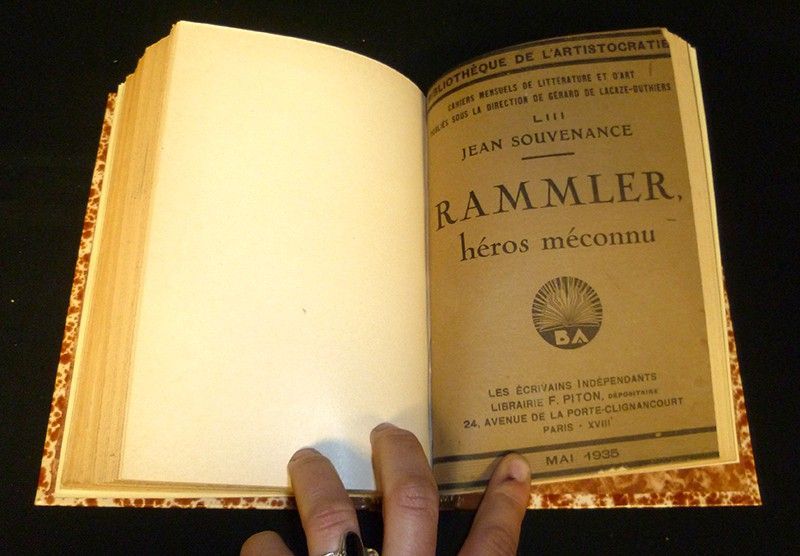 BLIOTHÈQUE DE L'ARTISTOCRATIE
CAHIERS MENSUELS DE LITTÉRATURE ET D'ART
PUBLIÉS SOUS LA DIRECTION DE GÉRARD DE LACAZE-DUTHIERS
LIII
JEAN SOUVENANCE
RAMMLER,
héros méconnu
BA
LES ÉCRIVAINS INDÉPENDANTS
LIBRAIRIE F. PITON, DÉPOSITAIRE
24, AVENUE DE LA PORTE-CLIGNANCOURT
PARIS - XVIIIᵉ
MAI 1935